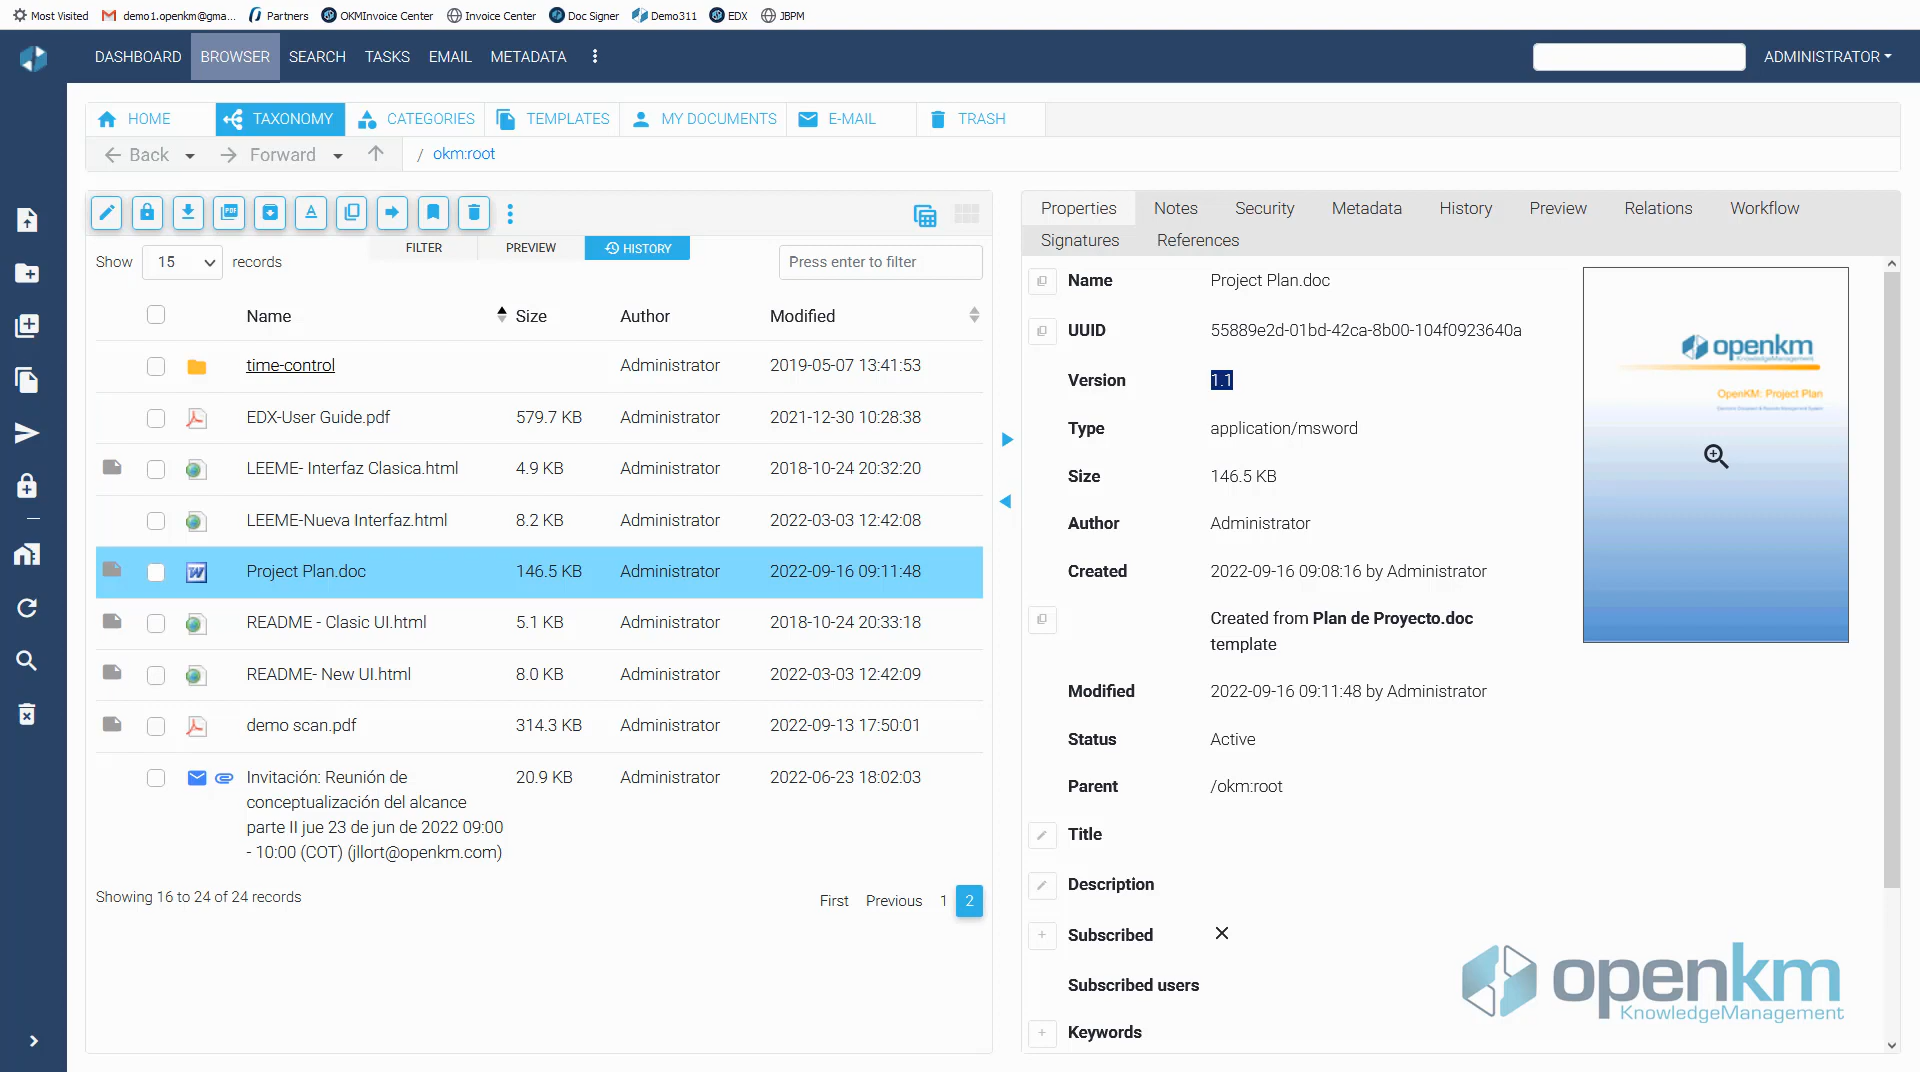 Most Visited demo1.openkm@gma... Partners OKMInvoice Center Invoice Center Doc Signer Demo311 EDX JBPM
DASHBOARD BROWSER SEARCH TASKS EMAIL METADATA ADMINISTRATOR
HOME TAXONOMY CATEGORIES TEMPLATES MY DOCUMENTS E-MAIL TRASH
Back Forward / okm:root
PDF A
FILTER PREVIEW HISTORY
Show 15 records Press enter to filter
Name Size Author Modified
time-control Administrator 2019-05-07 13:41:53
EDX-User Guide.pdf 579.7 KB Administrator 2021-12-30 10:28:38
LEEME- Interfaz Clasica.html 4.9 KB Administrator 2018-10-24 20:32:20
LEEME-Nueva Interfaz.html 8.2 KB Administrator 2022-03-03 12:42:08
W Project Plan.doc 146.5 KB Administrator 2022-09-16 09:11:48
README - Clasic UI.html 5.1 KB Administrator 2018-10-24 20:33:18
README- New UI.html 8.0 KB Administrator 2022-03-03 12:42:09
demo scan.pdf 314.3 KB Administrator 2022-09-13 17:50:01
Invitación: Reunión de 20.9 KB Administrator 2022-06-23 18:02:03
conceptualización del alcance
parte II jue 23 de jun de 2022 09:00
- 10:00 (COT) (jllort@openkm.com)
Showing 16 to 24 of 24 records
First Previous 1 2
Properties Notes Security Metadata History Preview Relations Workflow
Signatures References
Name Project Plan.doc
UUID 55889e2d-01bd-42ca-8b00-104f0923640a
Version 1.1
Type application/msword
Size 146.5 KB
Author Administrator
Created 2022-09-16 09:08:16 by Administrator
Created from Plan de Proyecto.doc
template
Modified 2022-09-16 09:11:48 by Administrator
Status Active
Parent /okm:root
Title
Description
Subscribed
Subscribed users
Keywords
openkm
KnowledgeManagement
OpenKM: Project Plan
openkm
KnowledgeManagement